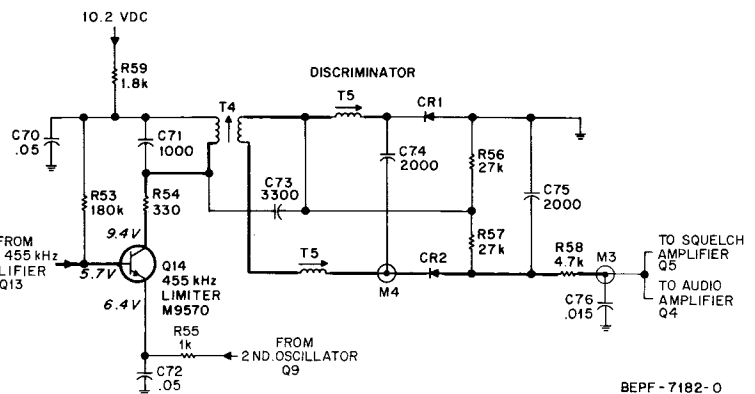 10.2 VDC
R59
1.8k
DISCRIMINATOR
T4
T5
CR1
C70
.05
C71
1000
C74
2000
R56
27k
C75
2000
R53
180k
R54
330
C73
3300
9.4V
FROM
455 kHz
LIFIER
Q13
5.7V
Q14
455 kHz
LIMITER
M9570
6.4V
T5
M4
CR2
R57
27k
R58
4.7k
M3
C76
.015
TO SQUELCH
AMPLIFIER
Q5
TO AUDIO
AMPLIFIER
Q4
R55
1k
FROM
2ND. OSCILLATOR
Q9
C72
.05
BEPF-7182-O